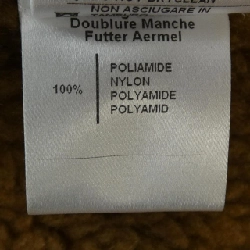 NON ASCIUGARE IN
Doublure Manche
Futter Aermel
POLIAMIDE
100% NYLON
POLYAMIDE
POLYAMID